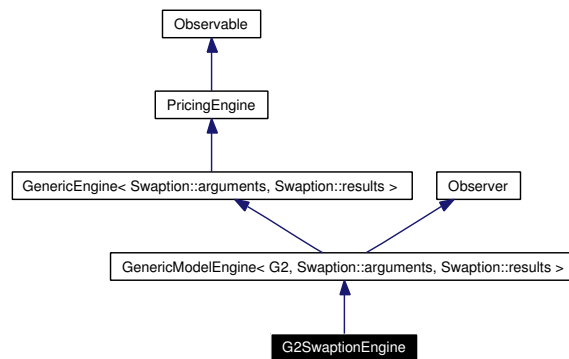 Observable
PricingEngine
GenericEngine< Swaption::arguments, Swaption::results >
Observer
GenericModelEngine< G2, Swaption::arguments, Swaption::results >
G2SwaptionEngine